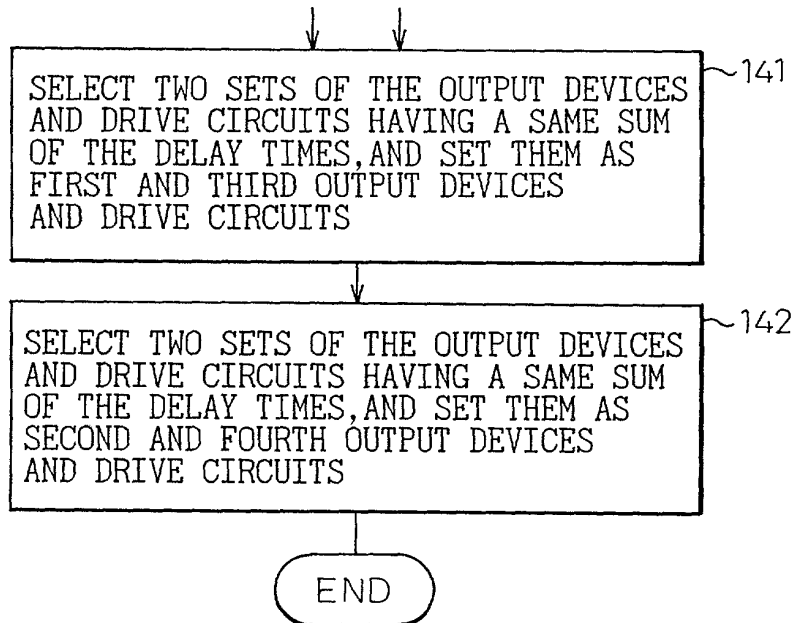 SELECT TWO SETS OF THE OUTPUT DEVICES
AND DRIVE CIRCUITS HAVING A SAME SUM
OF THE DELAY TIMES,AND SET THEM AS
FIRST AND THIRD OUTPUT DEVICES
AND DRIVE CIRCUITS
141
SELECT TWO SETS OF THE OUTPUT DEVICES
AND DRIVE CIRCUITS HAVING A SAME SUM
OF THE DELAY TIMES,AND SET THEM AS
SECOND AND FOURTH OUTPUT DEVICES
AND DRIVE CIRCUITS
142
END